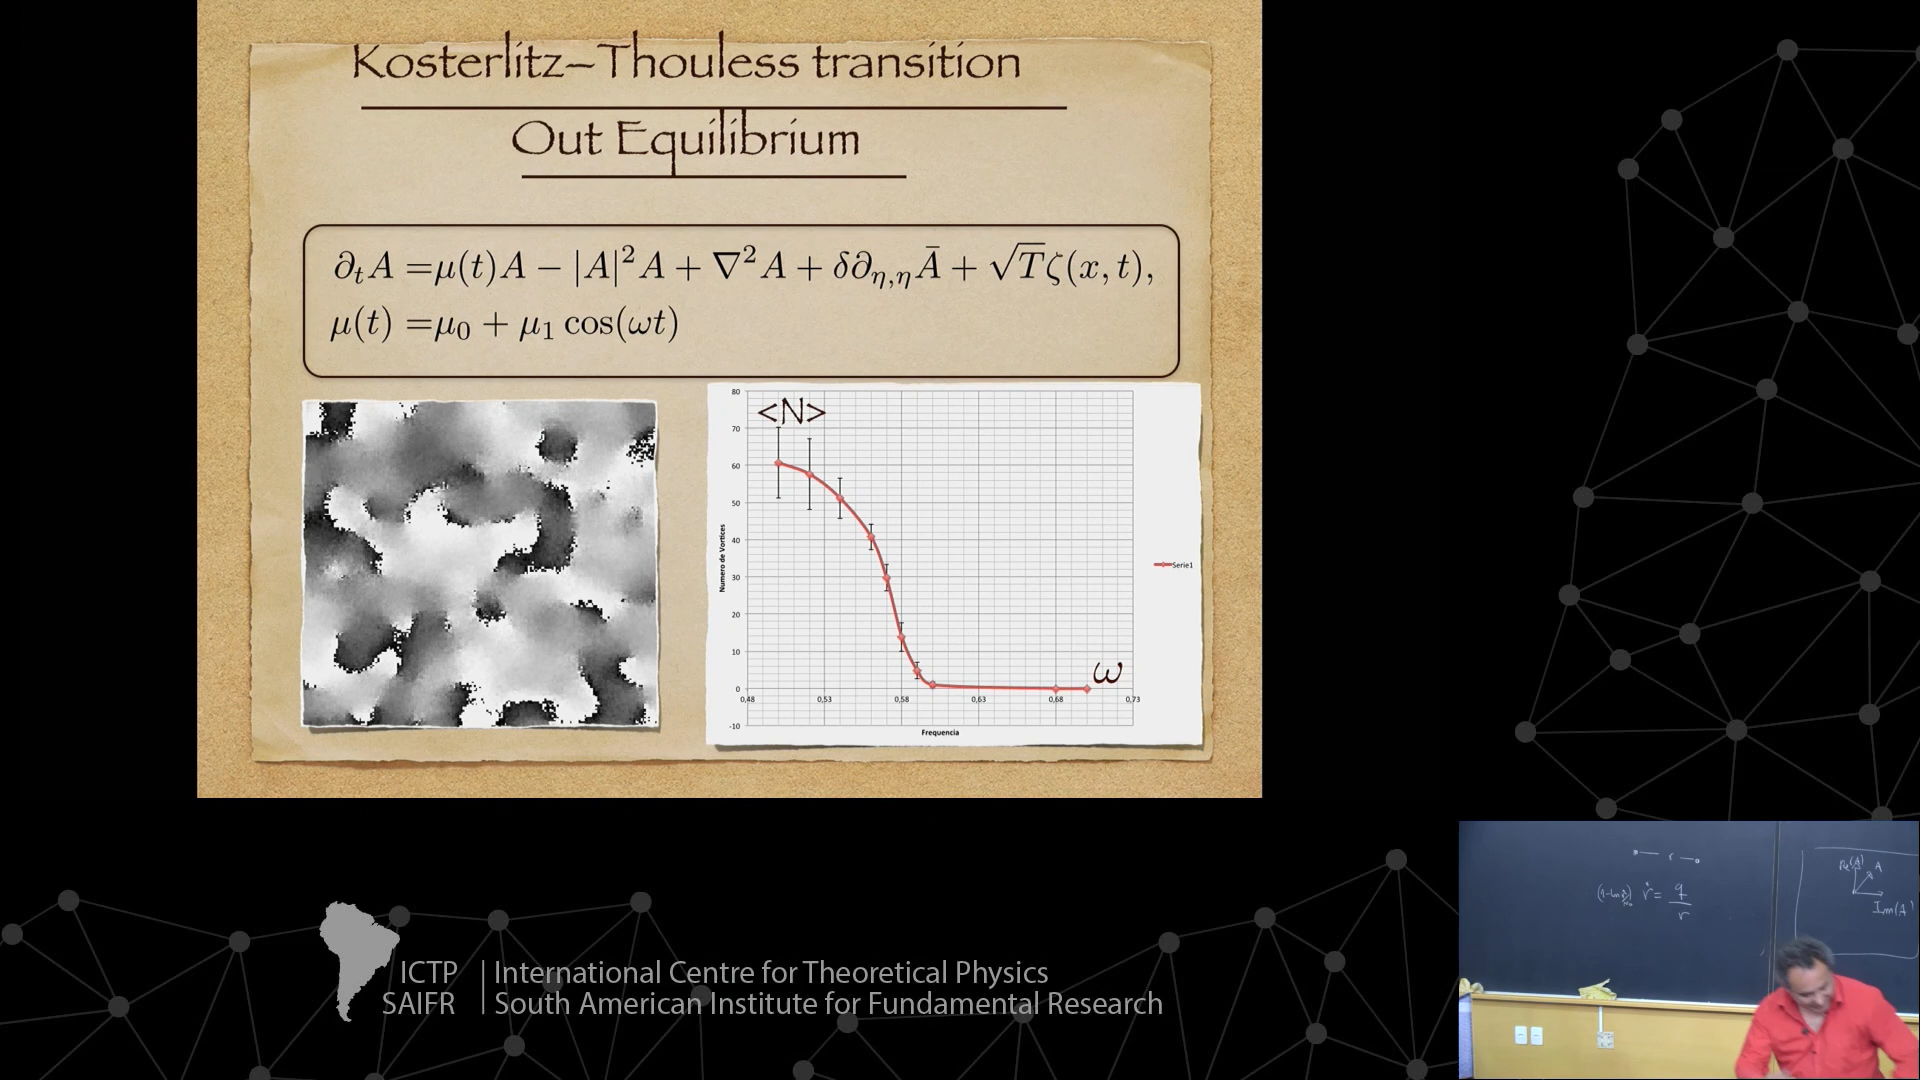 Kosterlitz–Thouless transition
Out Equilibrium
∂ₜA =μ(t)A − |A|²A + ∇²A + δ∂η,ηĀ + √Tζ(x, t),
μ(t) =μ₀ + μ₁ cos(ωt)
<N>
80
70
60
50
40
30
20
10
0
-10
Numero de Vortices
0,48 0,53 0,58 0,63 0,68 0,73
Frequencia
ω
Serie1
r
ṙ = q/r
Re(A) A
Im(A)
ICTP
SAIFR
International Centre for Theoretical Physics
South American Institute for Fundamental Research